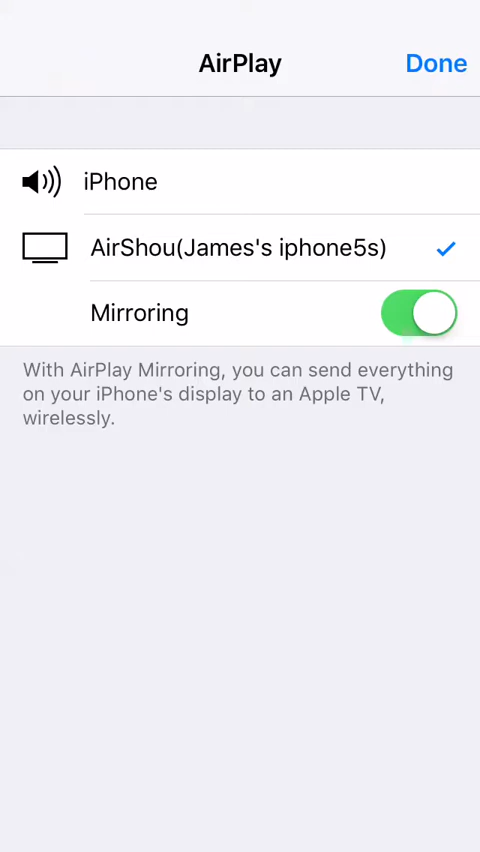 AirPlay
Done
iPhone
AirShou(James's iphone5s)
Mirroring
With AirPlay Mirroring, you can send everything
on your iPhone's display to an Apple TV,
wirelessly.